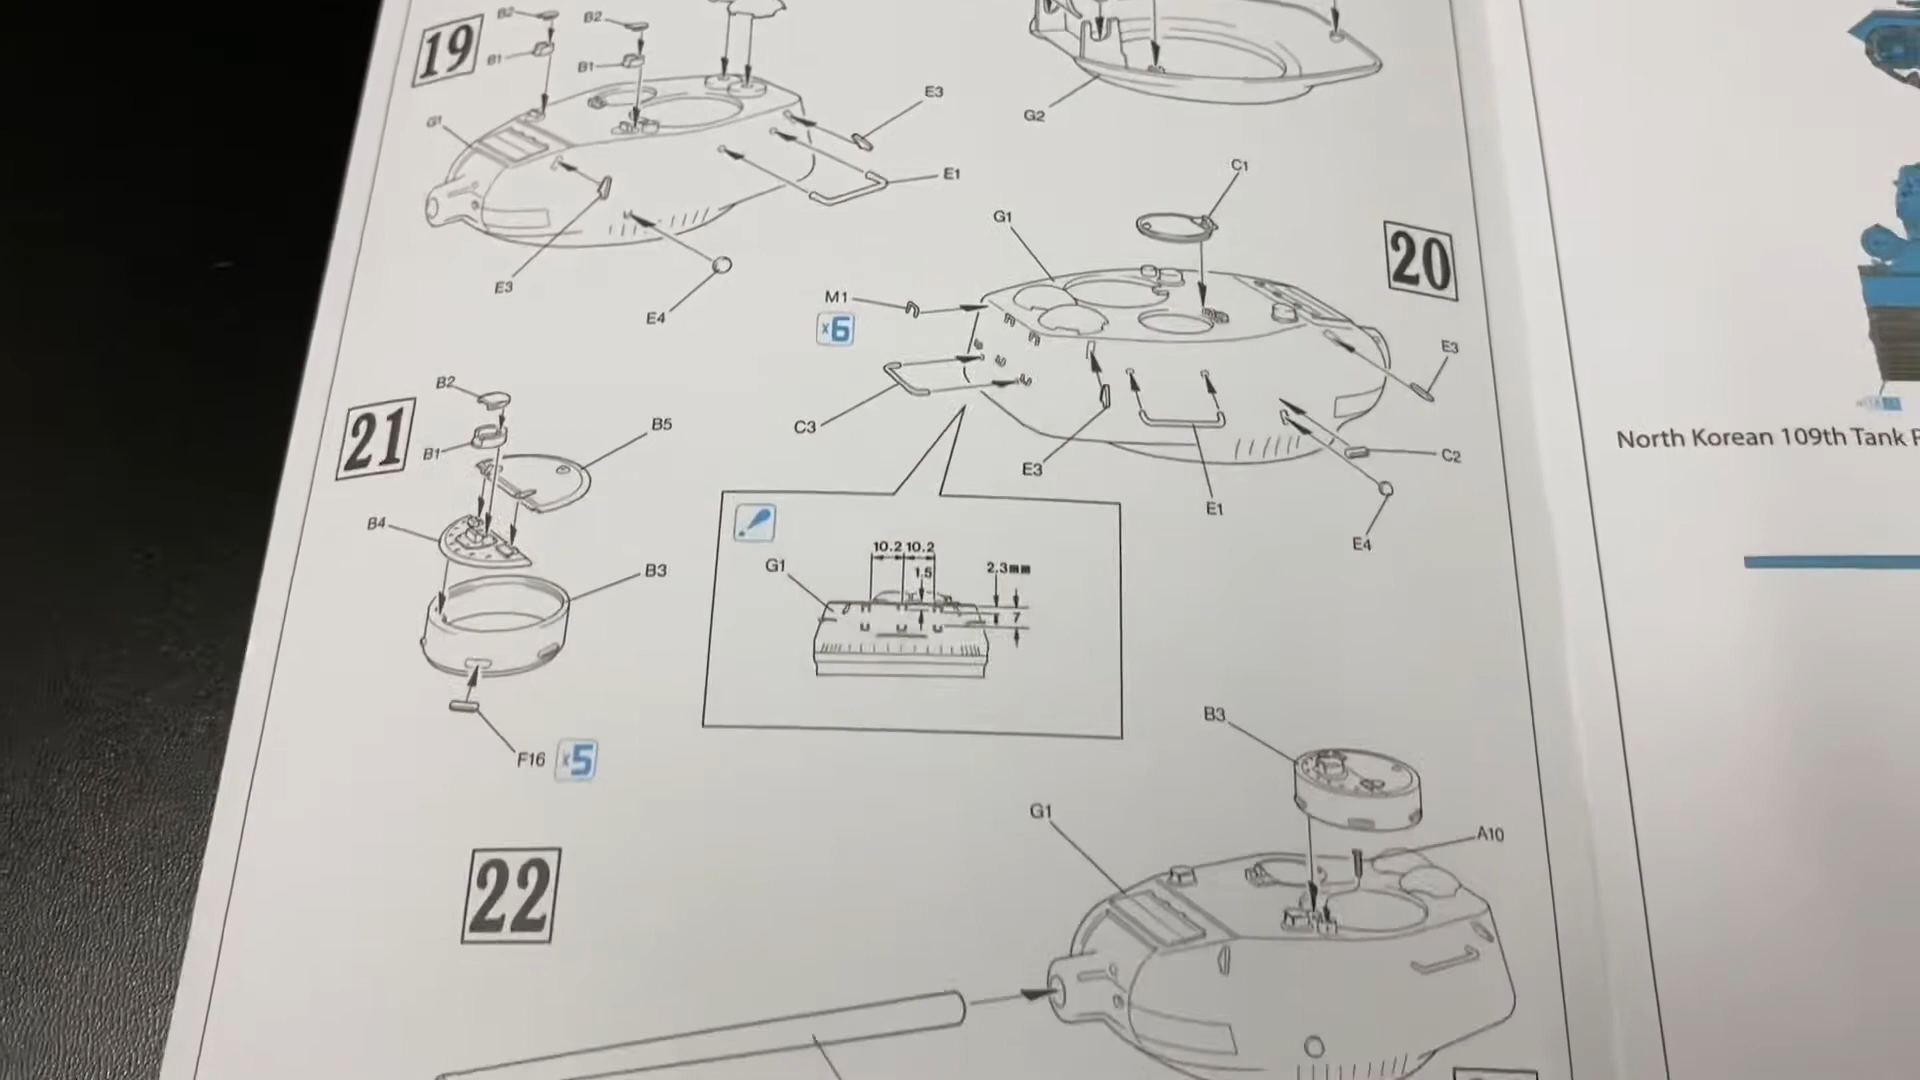 19
B2
B1
B2
B1
G1
E3
E1
E3
E4
G2
20
C1
G1
M1
x6
C3
E3
E1
E3
C2
E4
G1
10.2 10.2
1.5
2.3mm
7
21
B2
B1
B5
B4
B3
F16 x5
22
B3
G1
A10
North Korean 109th Tank